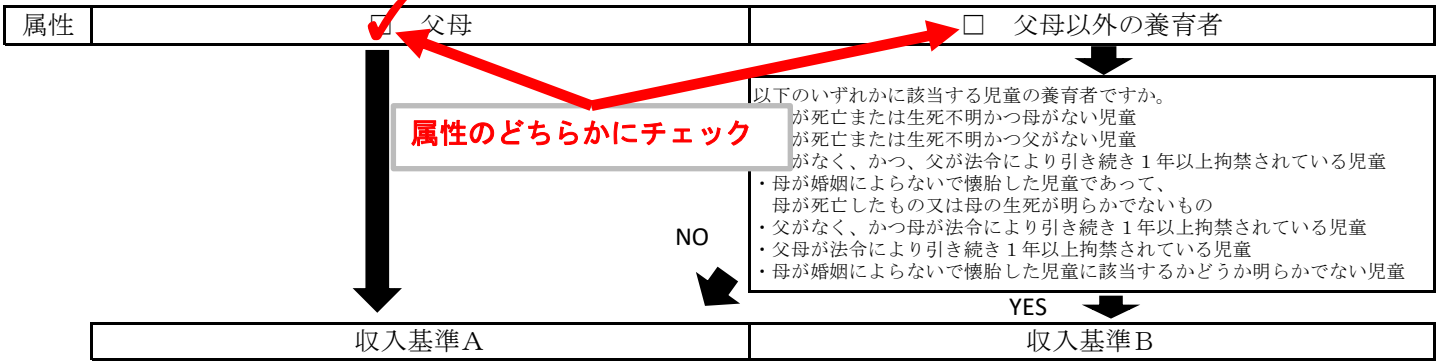 属性
□ 父母
□ 父母以外の養育者
属性のどちらかにチェック
以下のいずれかに該当する児童の養育者ですか。
が死亡または生死不明かつ母がない児童
が死亡または生死不明かつ父がない児童
がなく、かつ、父が法令により引き続き1年以上拘禁されている児童
・母が婚姻によらないで懐胎した児童であって、
母が死亡したもの又は母の生死が明らかでないもの
・父がなく、かつ母が法令により引き続き1年以上拘禁されている児童
・父母が法令により引き続き1年以上拘禁されている児童
・母が婚姻によらないで懐胎した児童に該当するかどうか明らかでない児童
NO
YES
収入基準A
収入基準B